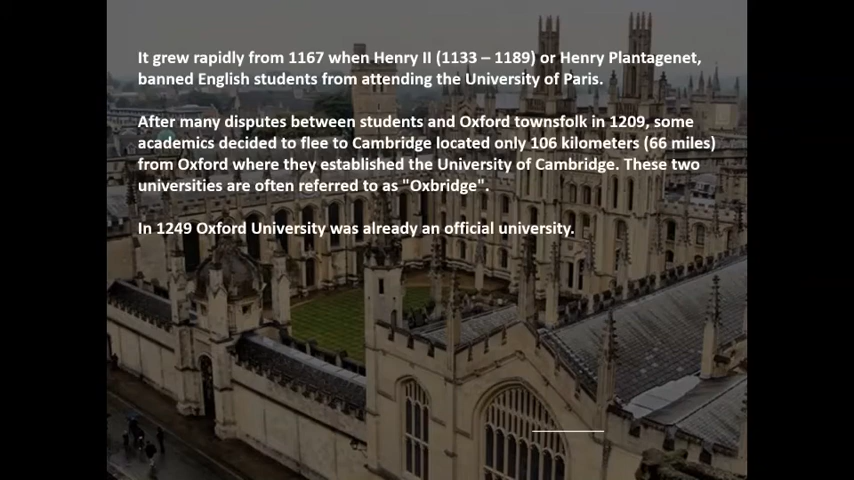 It grew rapidly from 1167 when Henry II (1133 – 1189) or Henry Plantagenet,
banned English students from attending the University of Paris.
After many disputes between students and Oxford townsfolk in 1209, some
academics decided to flee to Cambridge located only 106 kilometers (66 miles)
from Oxford where they established the University of Cambridge. These two
universities are often referred to as "Oxbridge".
In 1249 Oxford University was already an official university.